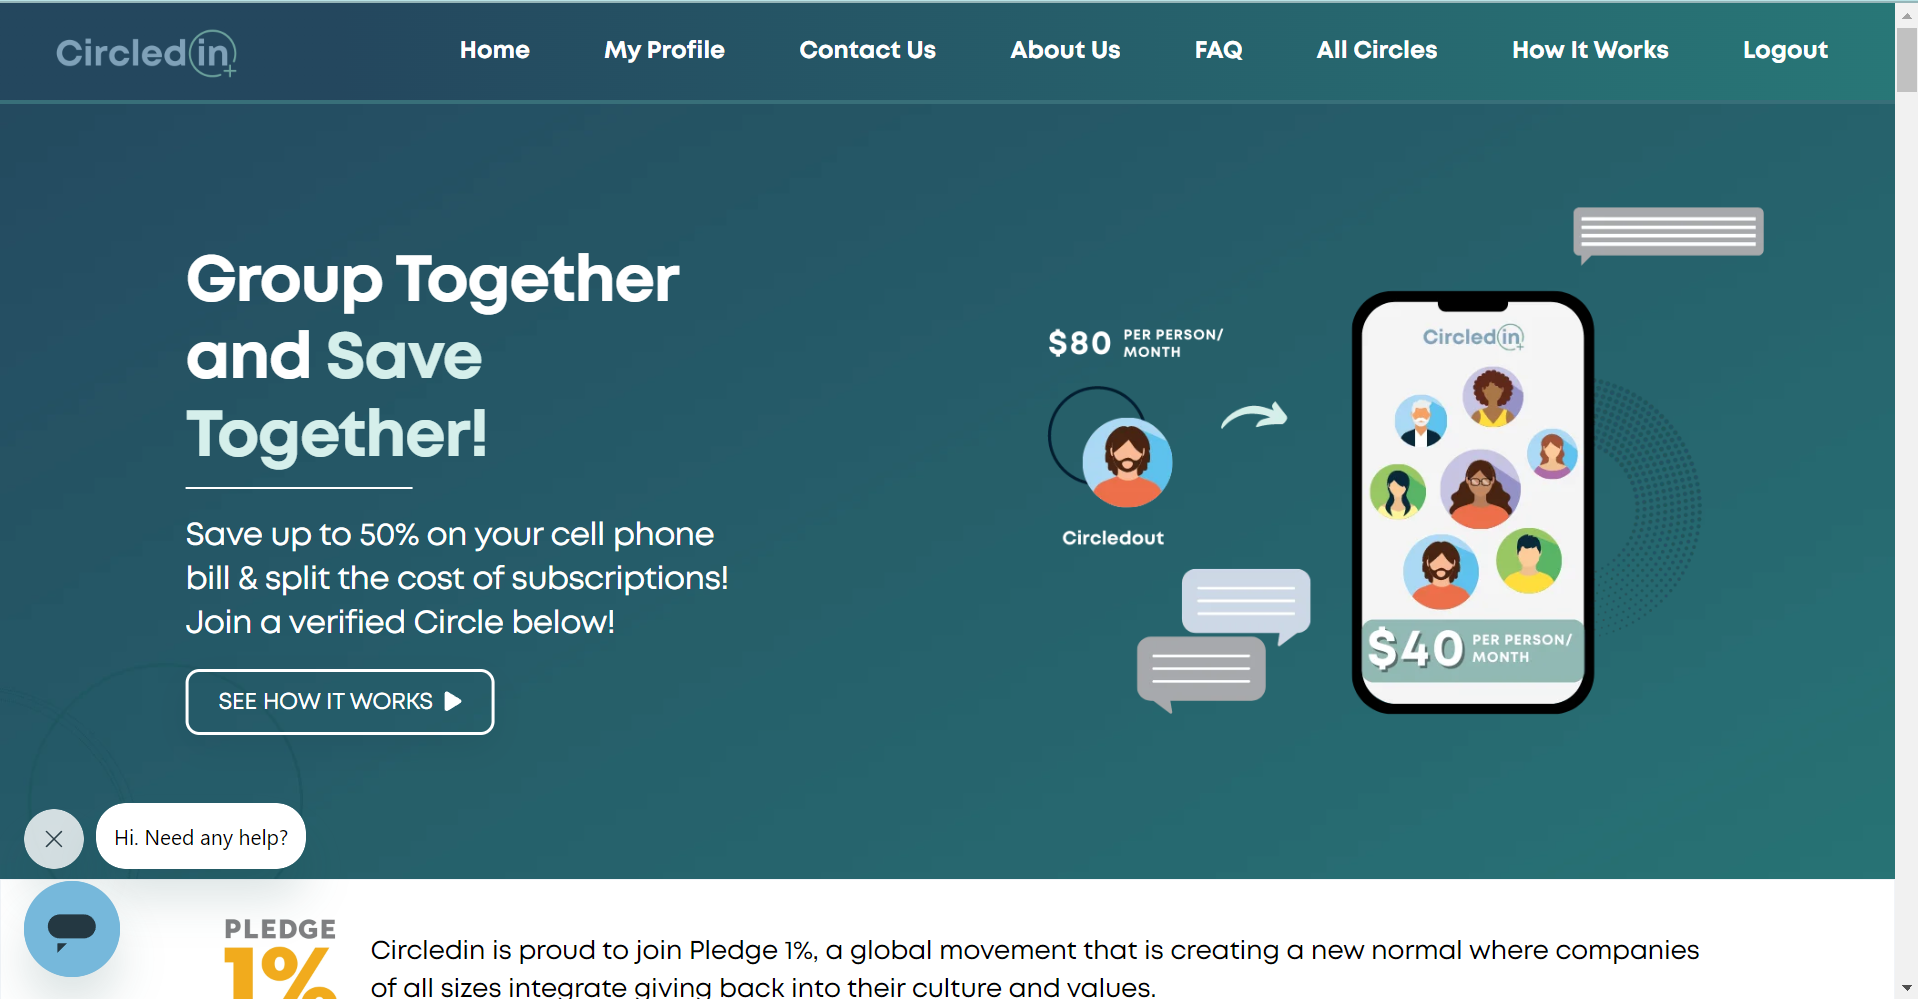 Circledin
Home My Profile Contact Us About Us FAQ All Circles How It Works Logout
Group Together
and Save
Together!
Save up to 50% on your cell phone
bill & split the cost of subscriptions!
Join a verified Circle below!
SEE HOW IT WORKS
$80 PER PERSON/
MONTH
Circledout
Circledin
$40 PER PERSON/
MONTH
Hi. Need any help?
PLEDGE
1%
Circledin is proud to join Pledge 1%, a global movement that is creating a new normal where companies
of all sizes integrate giving back into their culture and values.